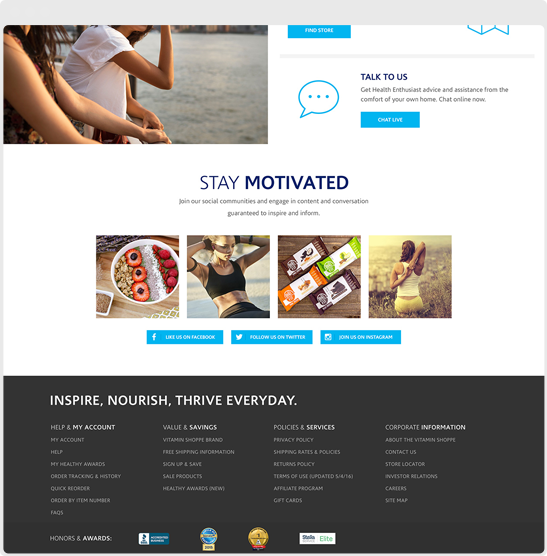 FIND STORE
TALK TO US
Get Health Enthusiast advice and assistance from the
comfort of your own home. Chat online now.
CHAT LIVE
STAY MOTIVATED
Join our social communities and engage in content and conversation
guaranteed to inspire and inform.
LIKE US ON FACEBOOK
FOLLOW US ON TWITTER
JOIN US ON INSTAGRAM
INSPIRE, NOURISH, THRIVE EVERYDAY.
HELP & MY ACCOUNT
MY ACCOUNT
HELP
MY HEALTHY AWARDS
ORDER TRACKING & HISTORY
QUICK REORDER
ORDER BY ITEM NUMBER
FAQS
VALUE & SAVINGS
VITAMIN SHOPPE BRAND
FREE SHIPPING INFORMATION
SIGN UP & SAVE
SALE PRODUCTS
HEALTHY AWARDS (NEW)
POLICIES & SERVICES
PRIVACY POLICY
SHIPPING RATES & POLICIES
RETURNS POLICY
TERMS OF USE (UPDATED 5/4/16)
AFFILIATE PROGRAM
GIFT CARDS
CORPORATE INFORMATION
ABOUT THE VITAMIN SHOPPE
CONTACT US
STORE LOCATOR
INVESTOR RELATIONS
CAREERS
SITE MAP
HONORS & AWARDS:
ACCREDITED
BUSINESS
2015
STELLA
Elite